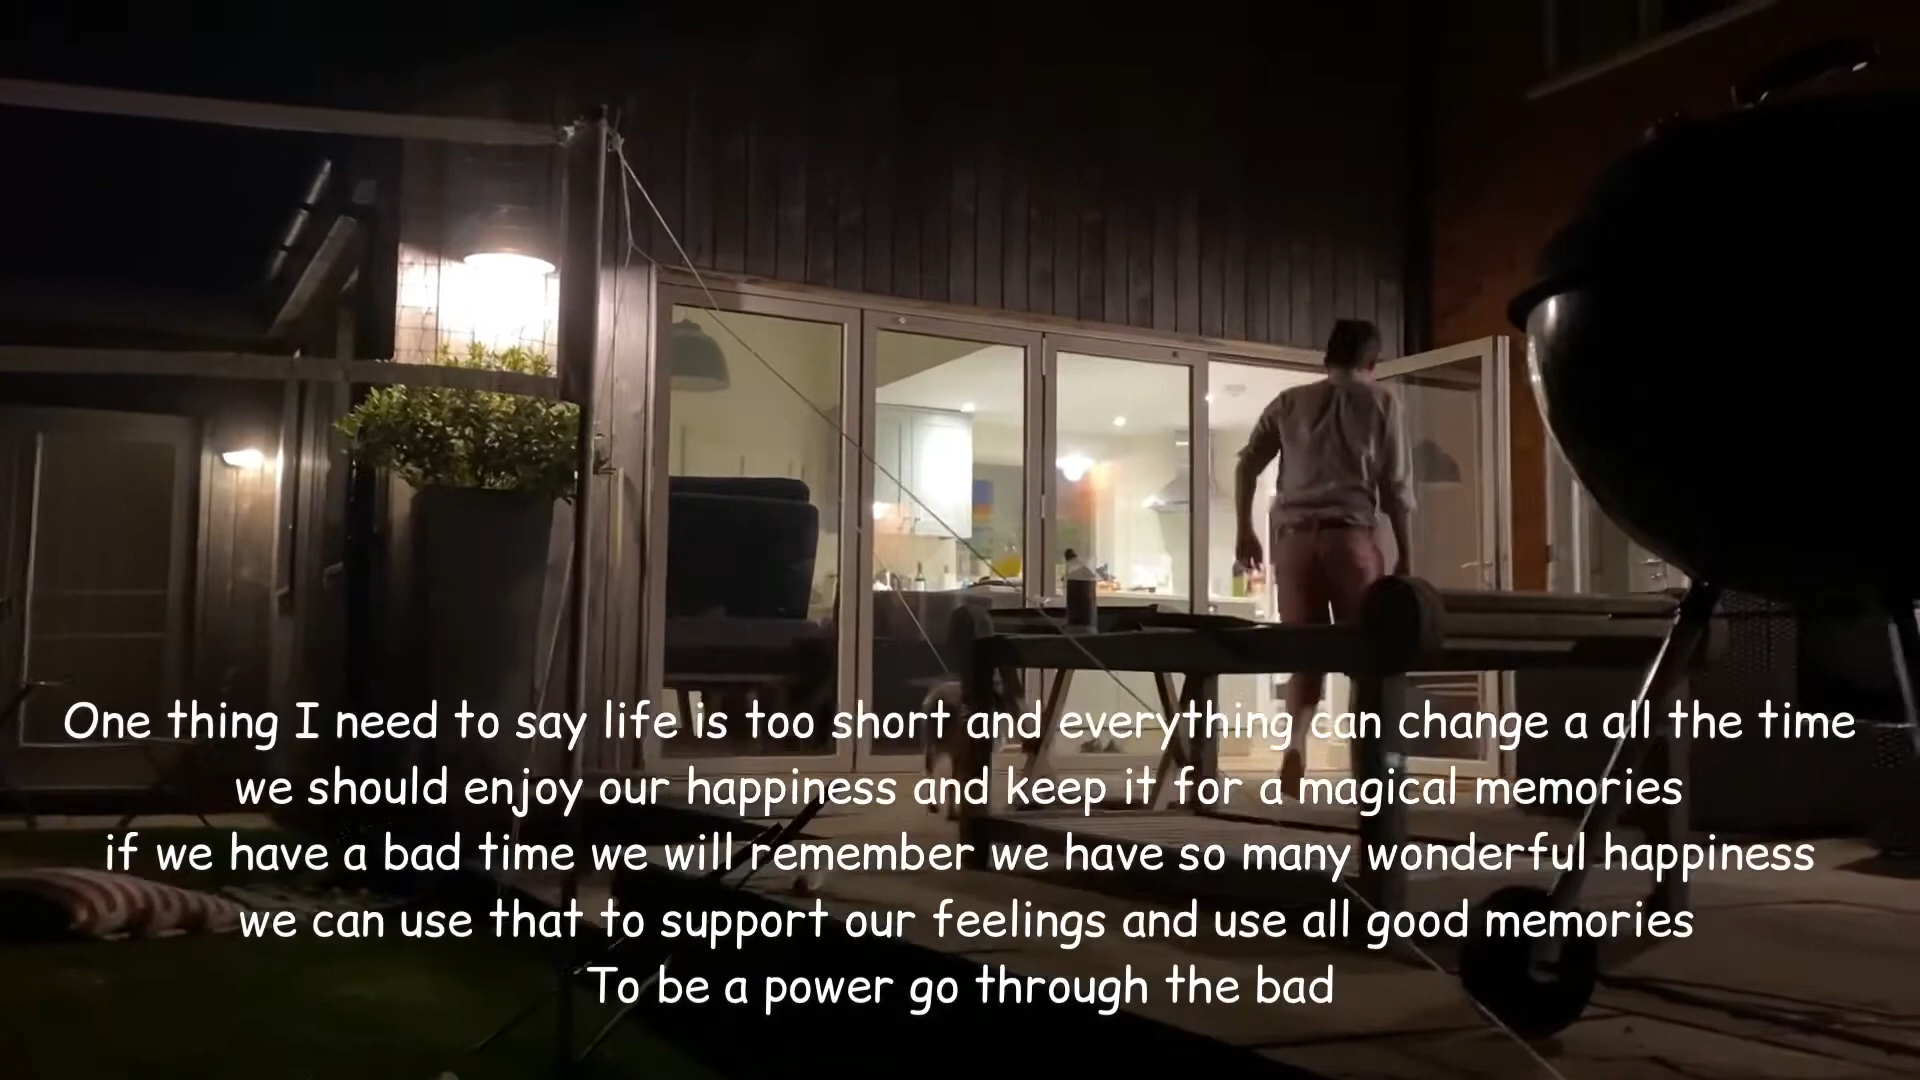 One thing I need to say life is too short and everything can change a all the time
we should enjoy our happiness and keep it for a magical memories
if we have a bad time we will remember we have so many wonderful happiness
we can use that to support our feelings and use all good memories
To be a power go through the bad